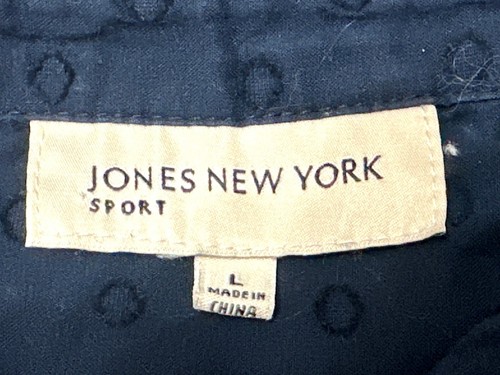 JONES NEW YORK
SPORT
L
MADE IN
CHINA